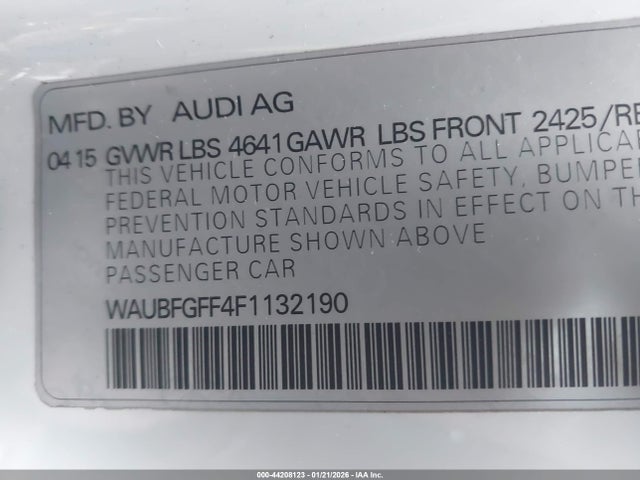 MFD. BY AUDI AG
04 15 GVWR LBS 4641 GAWR LBS FRONT 2425/RE
THIS VEHICLE CONFORMS TO ALL APPLICA
FEDERAL MOTOR VEHICLE SAFETY, BUMPE
PREVENTION STANDARDS IN EFFECT ON TH
MANUFACTURE SHOWN ABOVE
PASSENGER CAR
WAUBFGFF4F1132190
000-44208123 - 01/21/2026 - IAA Inc.